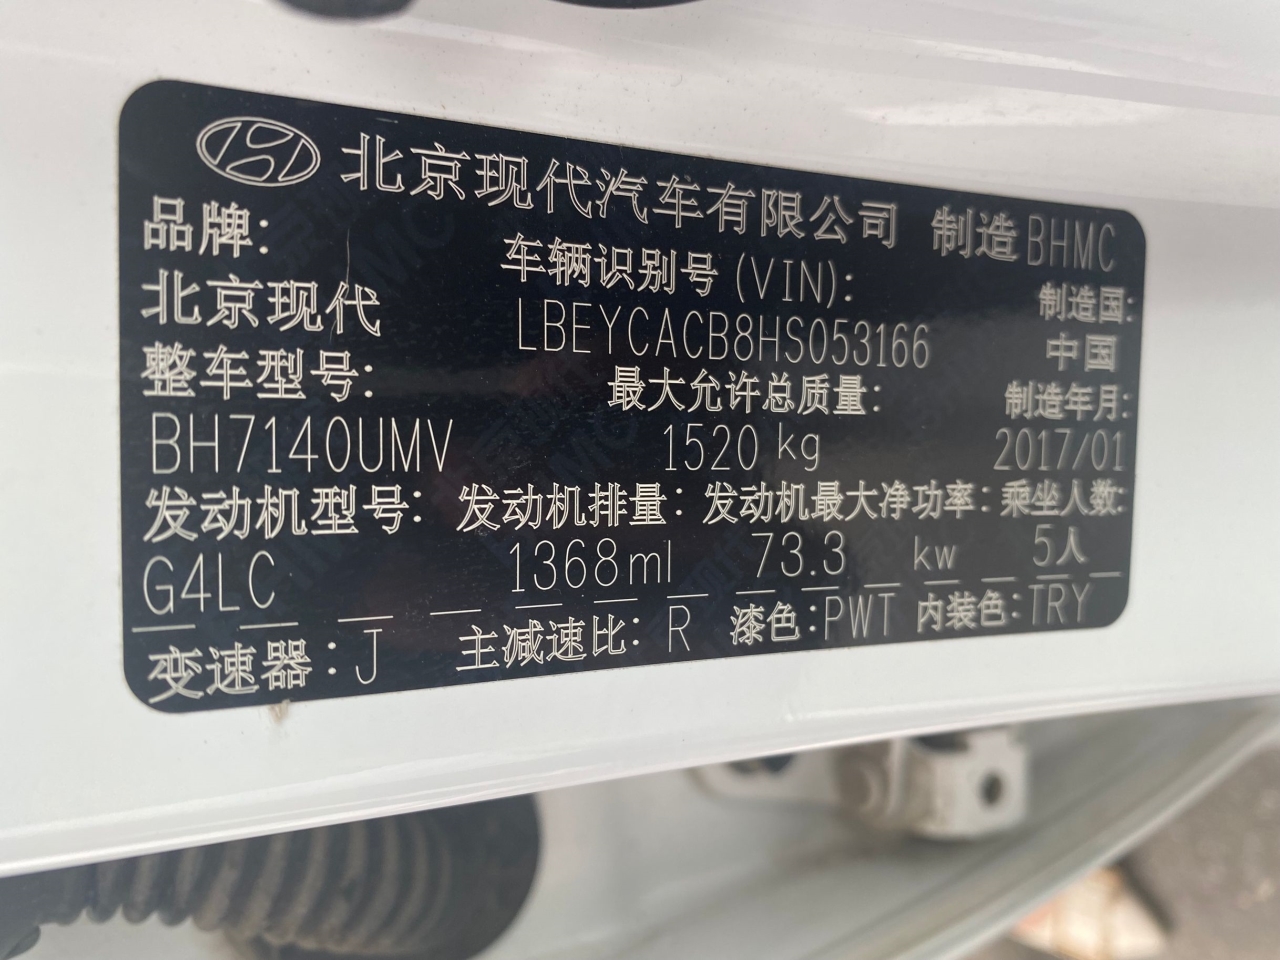 北京现代汽车有限公司 制造 BHMC
品牌: 车辆识别号 (VIN): 制造国:
北京现代 LBEYCACB8HS053166 中国
整车型号: 最大允许总质量: 制造年月:
BH7140UMV 1520 kg 2017/01
发动机型号: 发动机排量: 发动机最大净功率: 乘坐人数:
G4LC 1368ml 73.3 kw 5人
变速器: J 主减速比: R 漆色: PWT 内装色: TRY